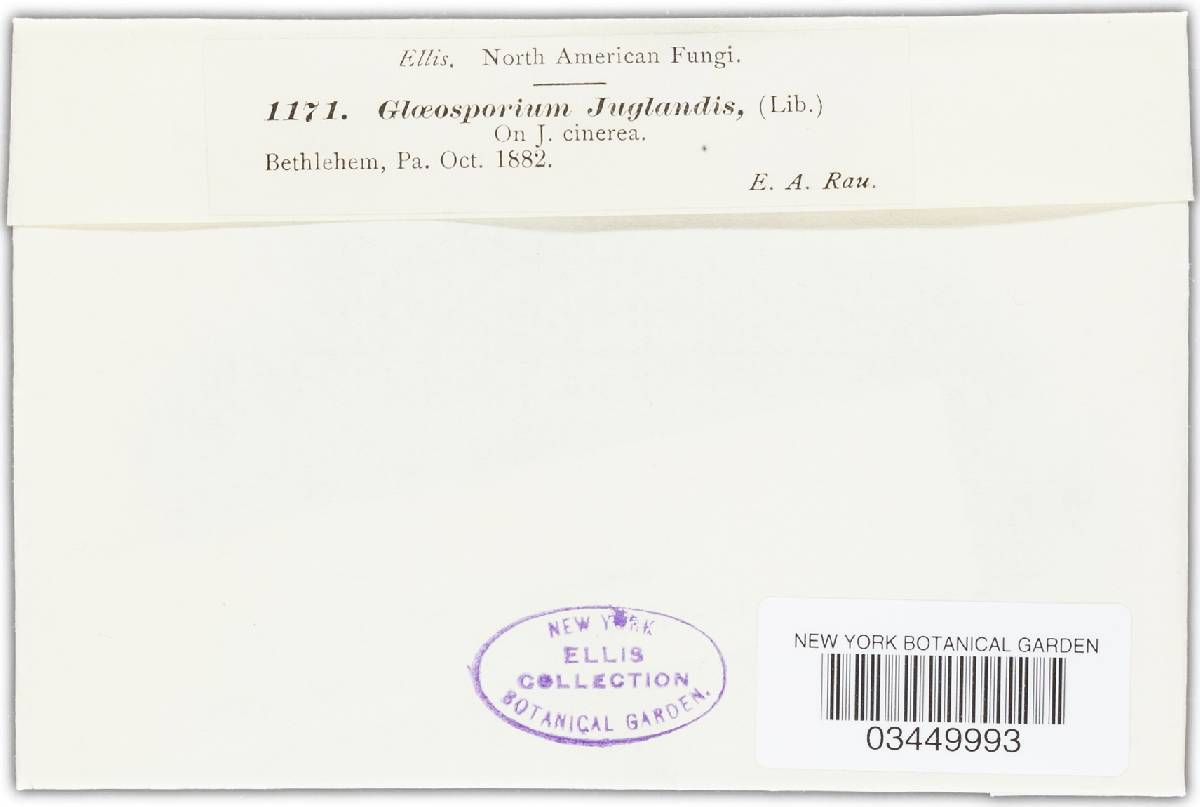 Ellis. North American Fungi.
1171. Glœosporium Juglandis, (Lib.)
On J. cinerea.
Bethlehem, Pa. Oct. 1882.
E. A. Rau.
NEW YORK
ELLIS
COLLECTION
BOTANICAL GARDEN.
NEW YORK BOTANICAL GARDEN
03449993